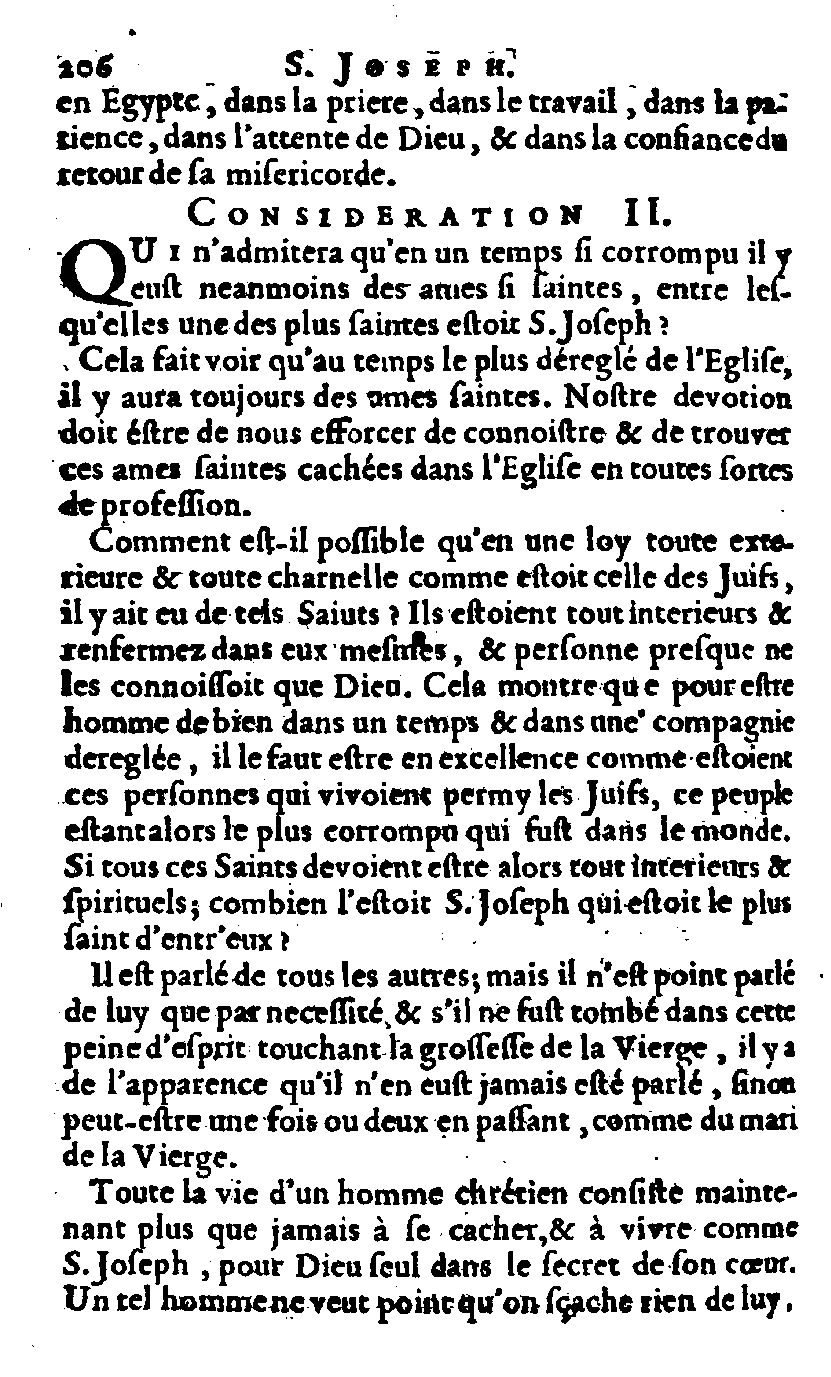 206 S. JOSEPH.
en Egypte, dans la priere, dans le travail, dans la pa-
tience, dans l'attente de Dieu, & dans la confiance du
retour de ſa miſericorde.
CONSIDERATION II.
QUI n'admirera qu'en un temps ſi corrompu il y
euſt neanmoins des ames ſi ſaintes, entre leſ-
qu'elles une des plus ſaintes eſtoit S. Joſeph?
Cela fait voir qu'au temps le plus déreglé de l'Egliſe,
il y aura toujours des ames ſaintes. Noſtre devotion
doit éſtre de nous efforcer de connoiſtre & de trouver
ces ames ſaintes cachées dans l'Egliſe en toutes ſortes
de profeſſion.
Comment eſt-il poſſible qu'en une loy toute exte-
rieure & toute charnelle comme eſtoit celle des Juifs,
il y ait eu de tels Saiuts? Ils eſtoient tout interieurs &
renfermez dans eux meſmes, & perſonne preſque ne
les connoiſſoit que Dieu. Cela montre que pour eſtre
homme de bien dans un temps & dans une compagnie
dereglée, il le faut eſtre en excellence comme eſtoient
ces perſonnes qui vivoient permy les Juifs, ce peuple
eſtant alors le plus corrompu qui fuſt dans le monde.
Si tous ces Saints devoient eſtre alors tout interieurs &
ſpirituels; combien l'eſtoit S. Joſeph qui eſtoit le plus
ſaint d'entr'eux?
Il eſt parlé de tous les autres; mais il n'eſt point parlé
de luy que par neceſſité, & s'il ne fuſt tombé dans cette
peine d'eſprit touchant la groſſeſſe de la Vierge, il y a
de l'apparence qu'il n'en euſt jamais eſté parlé, ſinon
peut-eſtre une fois ou deux en paſſant, comme du mari
de la Vierge.
Toute la vie d'un homme chrétien conſiſte mainte-
nant plus que jamais à ſe cacher, & à vivre comme
S. Joſeph, pour Dieu ſeul dans le ſecret de ſon cœur.
Un tel homme ne veut point qu'on ſçache rien de luy,